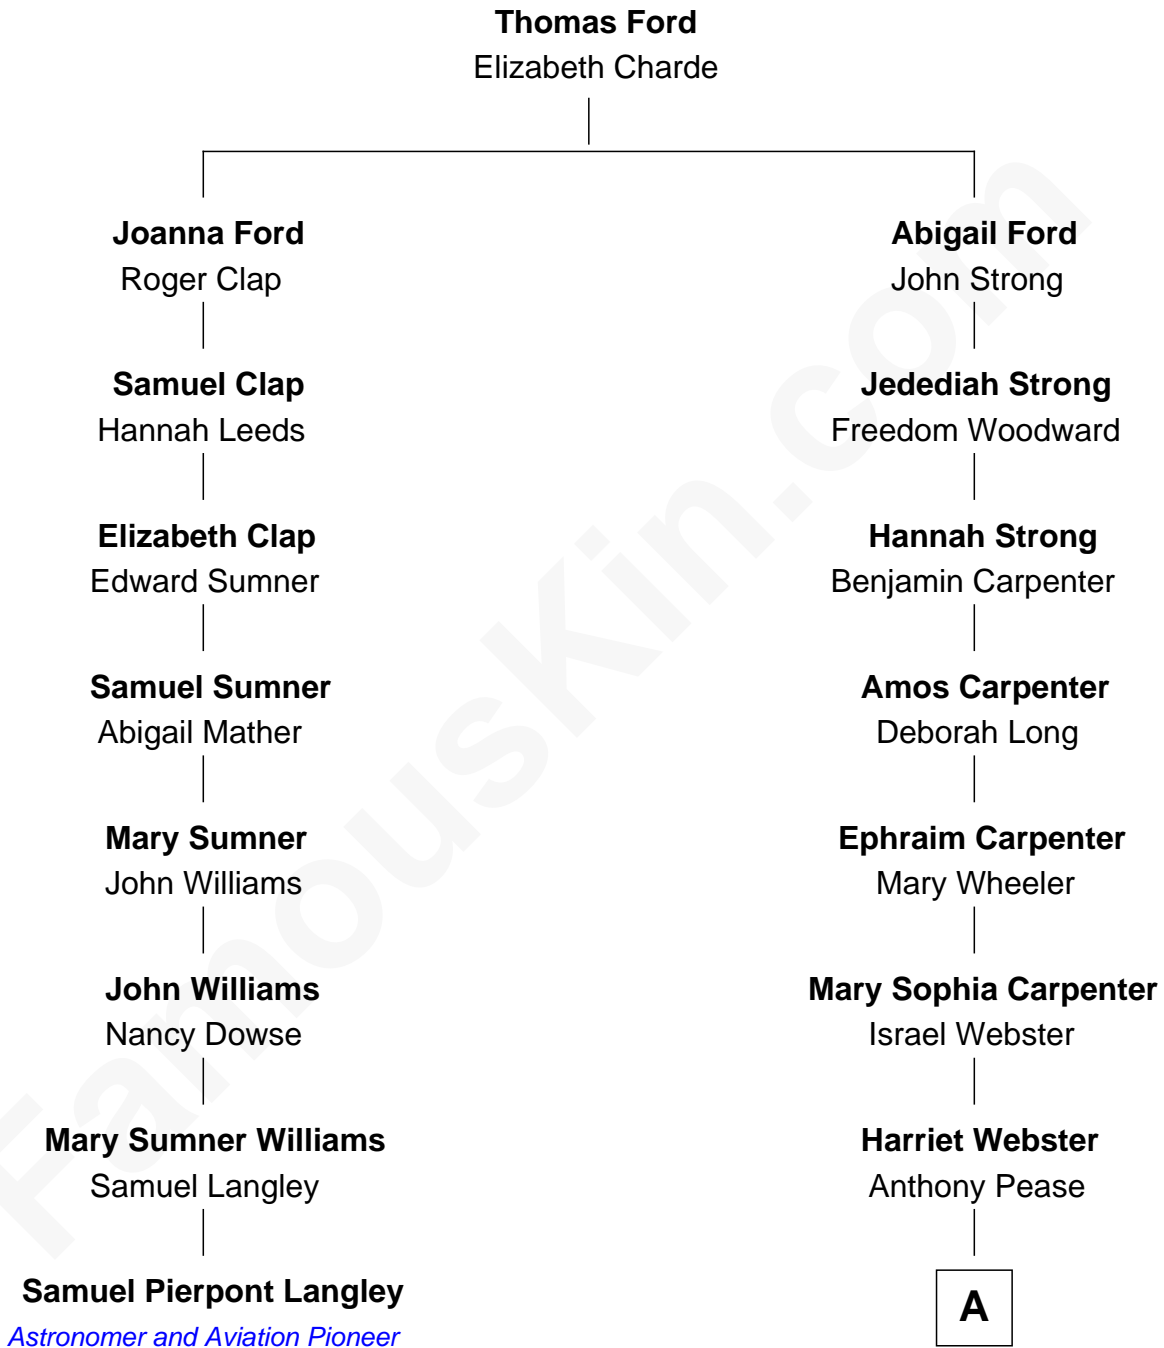 Thomas Ford
Elizabeth Charde
Joanna Ford
Roger Clap
Abigail Ford
John Strong
Samuel Clap
Hannah Leeds
Jedediah Strong
Freedom Woodward
Elizabeth Clap
Edward Sumner
Hannah Strong
Benjamin Carpenter
Samuel Sumner
Abigail Mather
Amos Carpenter
Deborah Long
Mary Sumner
John Williams
Ephraim Carpenter
Mary Wheeler
John Williams
Nancy Dowse
Mary Sophia Carpenter
Israel Webster
Mary Sumner Williams
Samuel Langley
Harriet Webster
Anthony Pease
Samuel Pierpont Langley
Astronomer and Aviation Pioneer
A
FamousKin.com